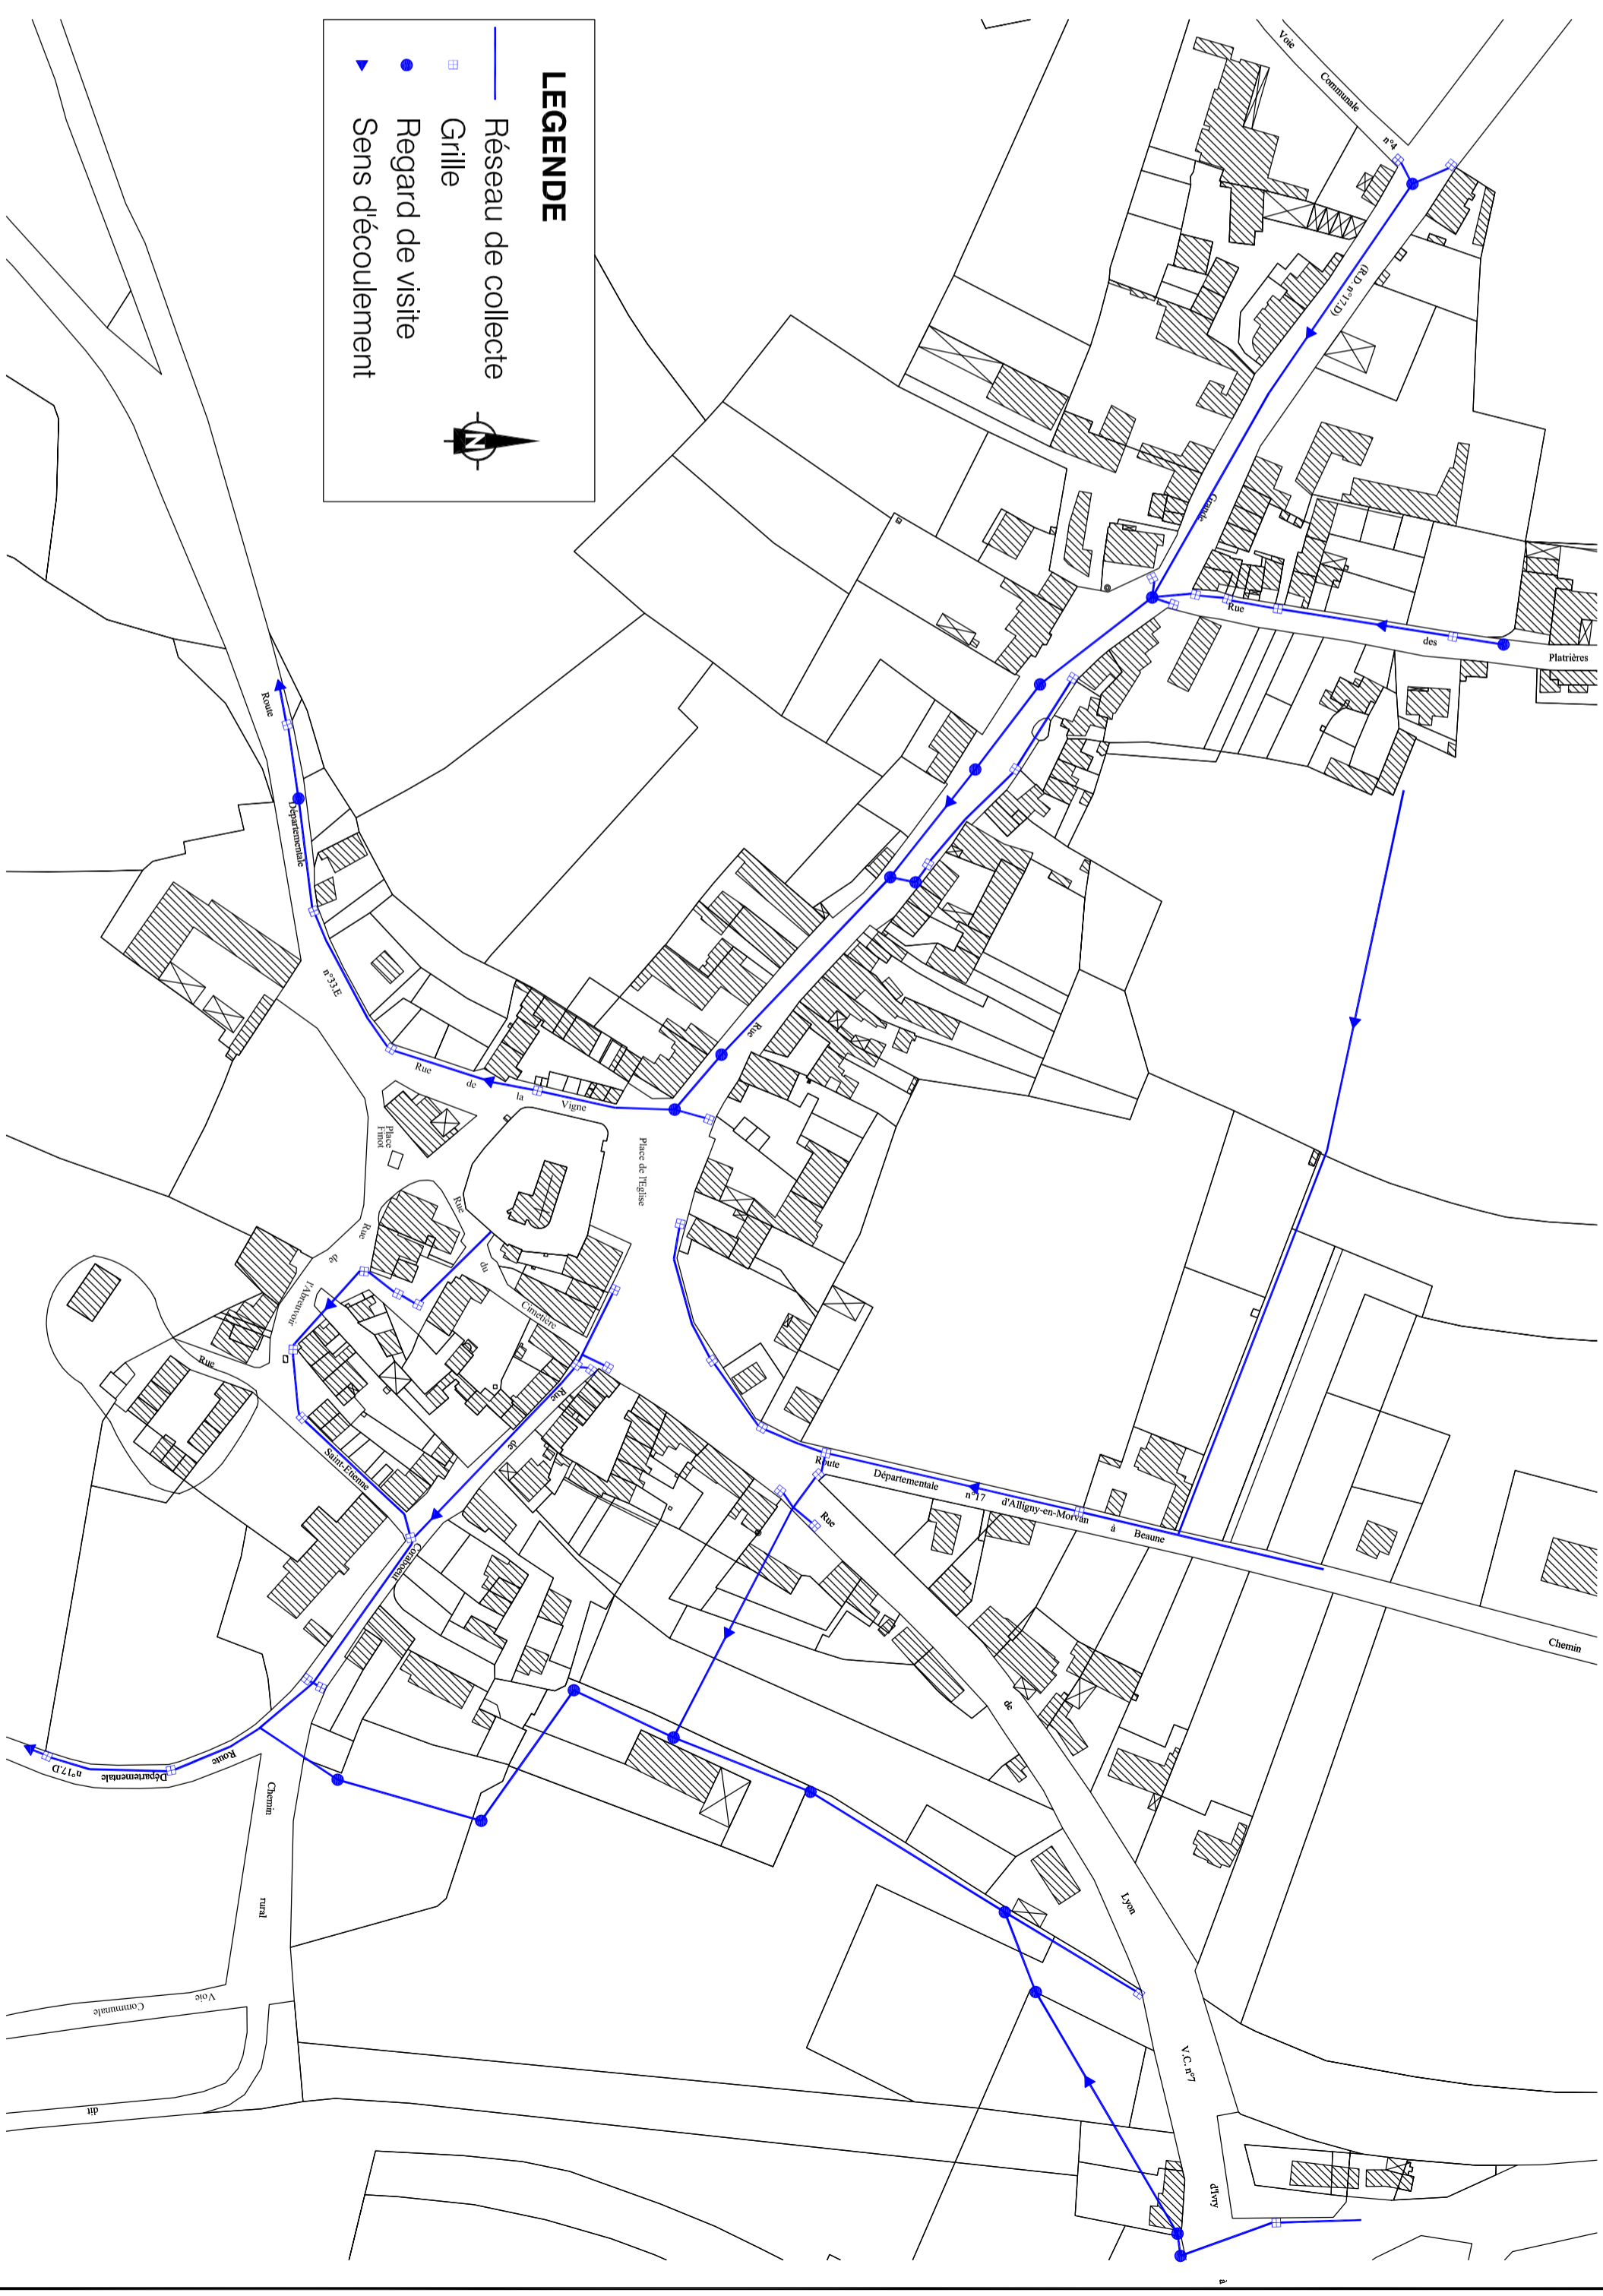 LEGENDE
Réseau de collecte
Grille
Regard de visite
Sens d'écoulement
N
Voie
Communale
n°4
(R.D. n°17.D)
Grande
Rue
des
Platrières
Route
Départementale
n°33.E
Rue
Rue
de
la
Vigne
Place de l'Eglise
Place
Finot
Rue
du
Cimetière
Rue
de
l'Abreuvoir
Rue
Saint-Etienne
Rue
de
Corabœuf
Route
Départementale
n°17
d'Alligny-en-Morvan
à
Beaune
Chemin
Rue
de
Lyon
V.C. n°7
d'Ivry
à
Route
Départementale
n°17.D
Chemin
rural
Voie
Communale
dit